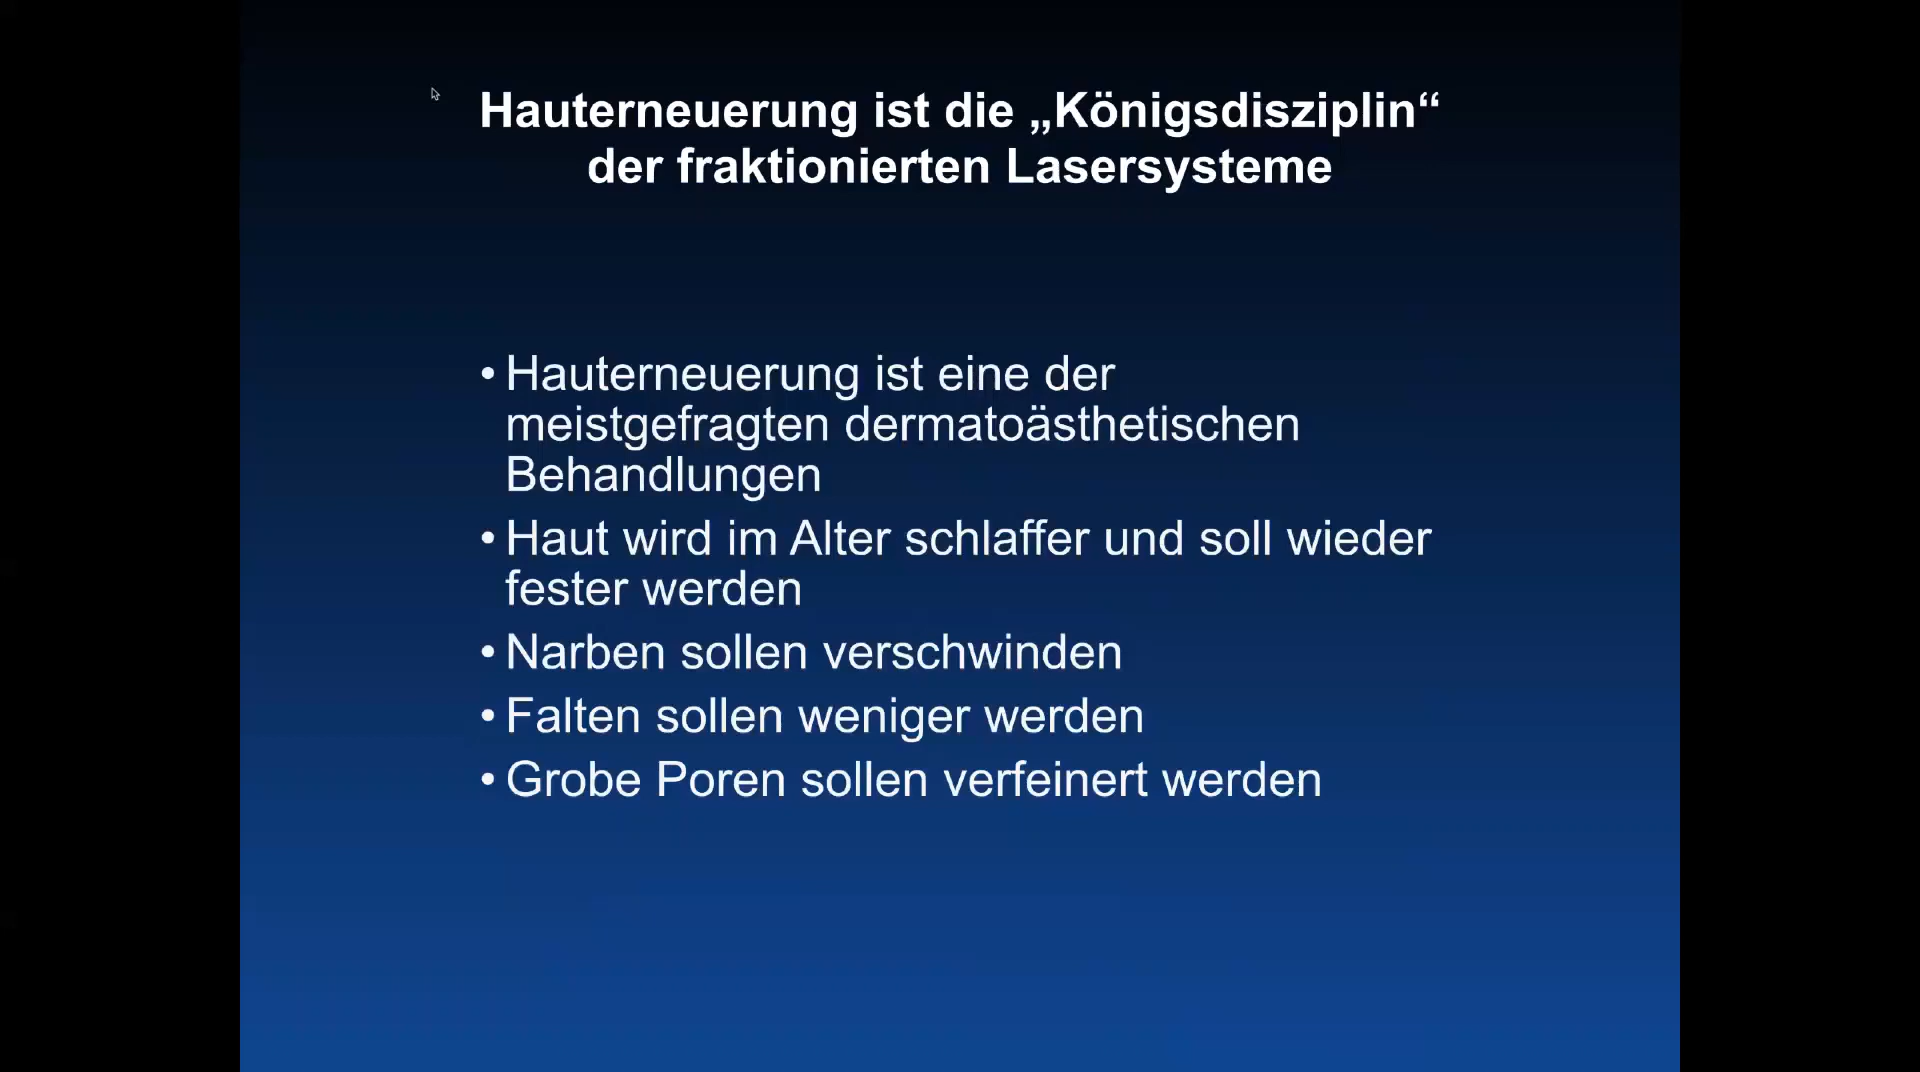 Hauterneuerung ist die „Königsdisziplin“
der fraktionierten Lasersysteme
• Hauterneuerung ist eine der
meistgefragten dermatoästhetischen
Behandlungen
• Haut wird im Alter schlaffer und soll wieder
fester werden
• Narben sollen verschwinden
• Falten sollen weniger werden
• Grobe Poren sollen verfeinert werden